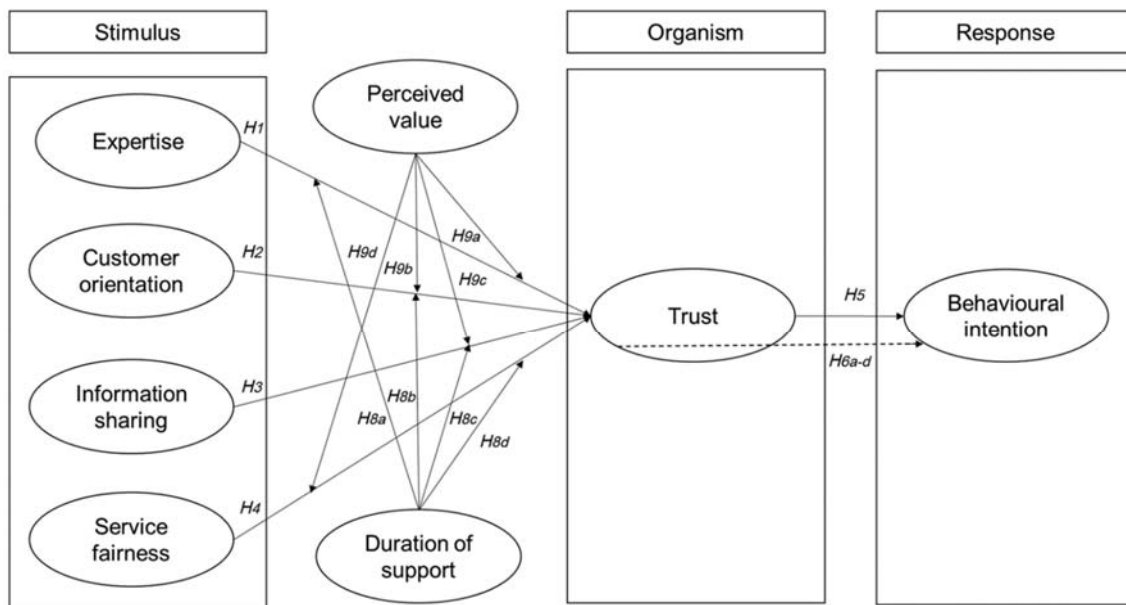 Stimulus
Organism
Response
Expertise
Customer
orientation
Information
sharing
Service
fairness
Perceived
value
Duration of
support
Trust
Behavioural
intention
H1
H2
H3
H4
H9d
H9b
H9c
H9a
H8a
H8b
H8c
H8d
H5
H6a-d